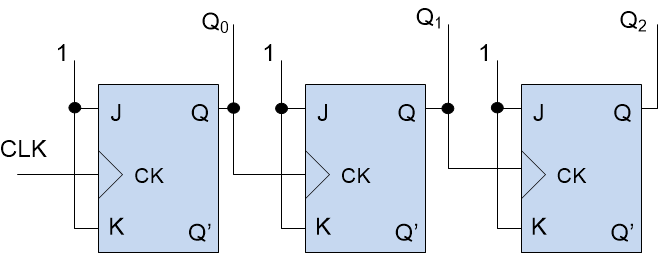 Q0 Q1 Q2
1 1 1
J Q J Q J Q
CLK CK CK CK
K Q’ K Q’ K Q’